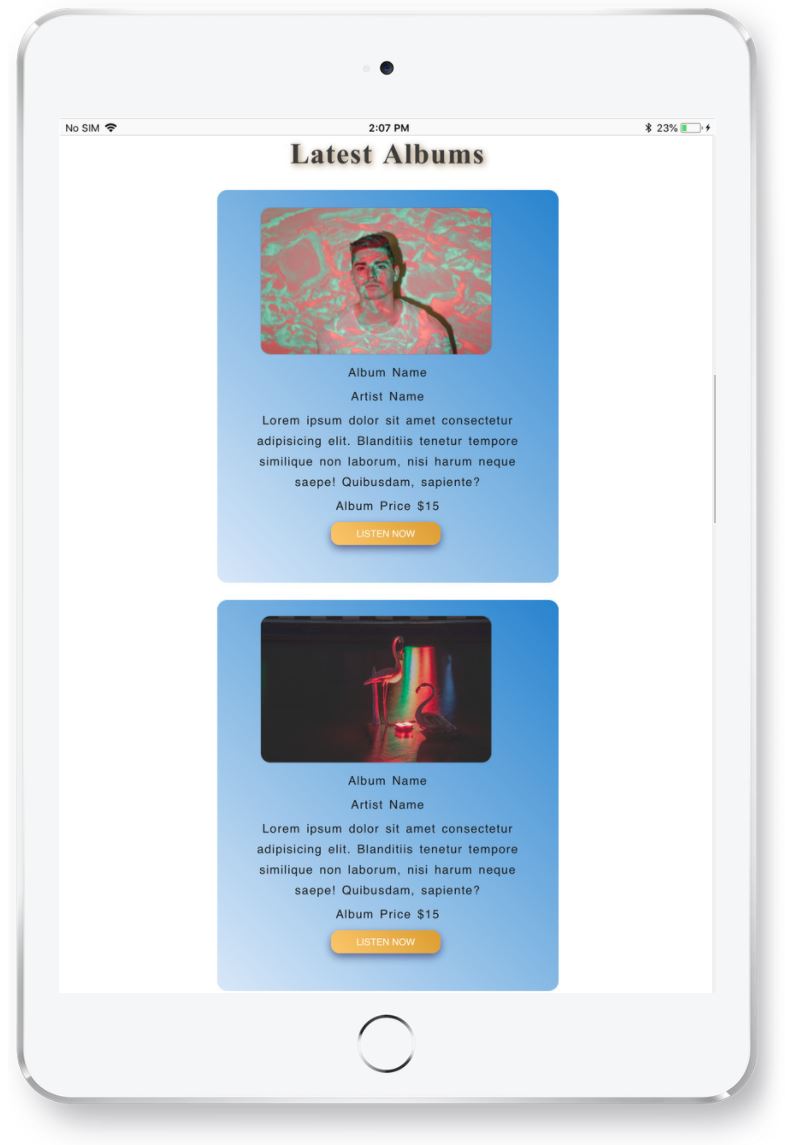 No SIM 2:07 PM 23%
Latest Albums
Album Name
Artist Name
Lorem ipsum dolor sit amet consectetur
adipisicing elit. Blanditiis tenetur tempore
similique non laborum, nisi harum neque
saepe! Quibusdam, sapiente?
Album Price $15
LISTEN NOW
Album Name
Artist Name
Lorem ipsum dolor sit amet consectetur
adipisicing elit. Blanditiis tenetur tempore
similique non laborum, nisi harum neque
saepe! Quibusdam, sapiente?
Album Price $15
LISTEN NOW